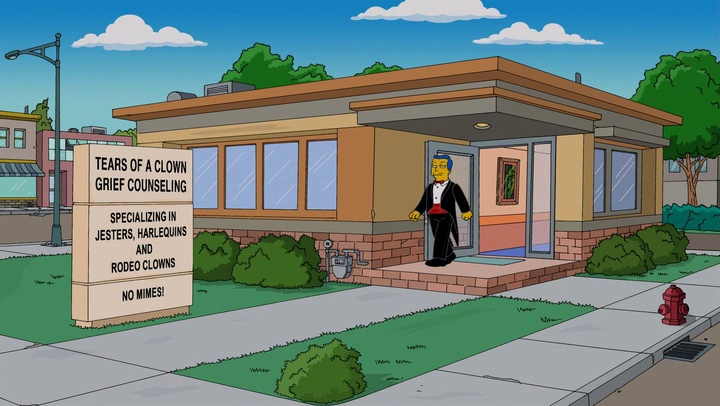 TEARS OF A CLOWN
GRIEF COUNSELING
SPECIALIZING IN
JESTERS, HARLEQUINS
AND
RODEO CLOWNS
NO MIMES!